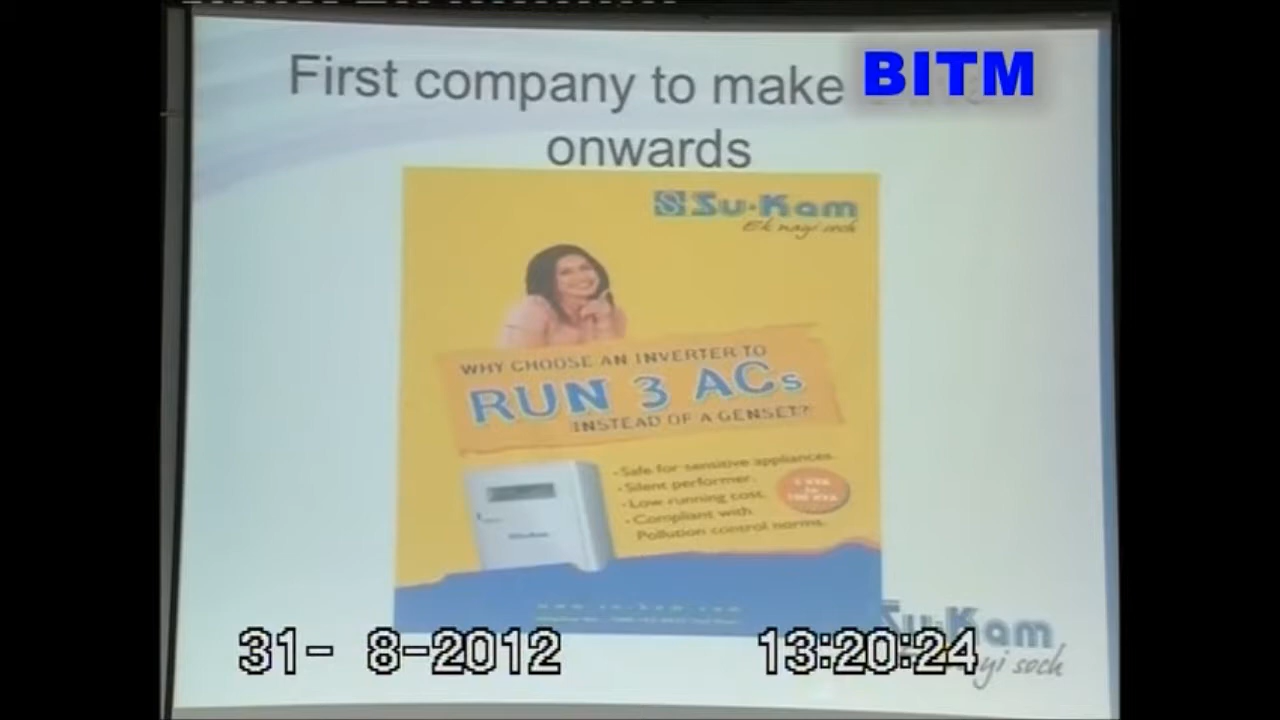 First company to make
BITM
onwards
Su-Kam
Ek nayi soch
WHY CHOOSE AN INVERTER TO
RUN 3 ACs
INSTEAD OF A GENSET?
- Safe for sensitive appliances.
- Silent performer.
- Low running cost.
- Compliant with
Pollution control norms.
Su-Kam
yi soch
31- 8-2012
13:20:24